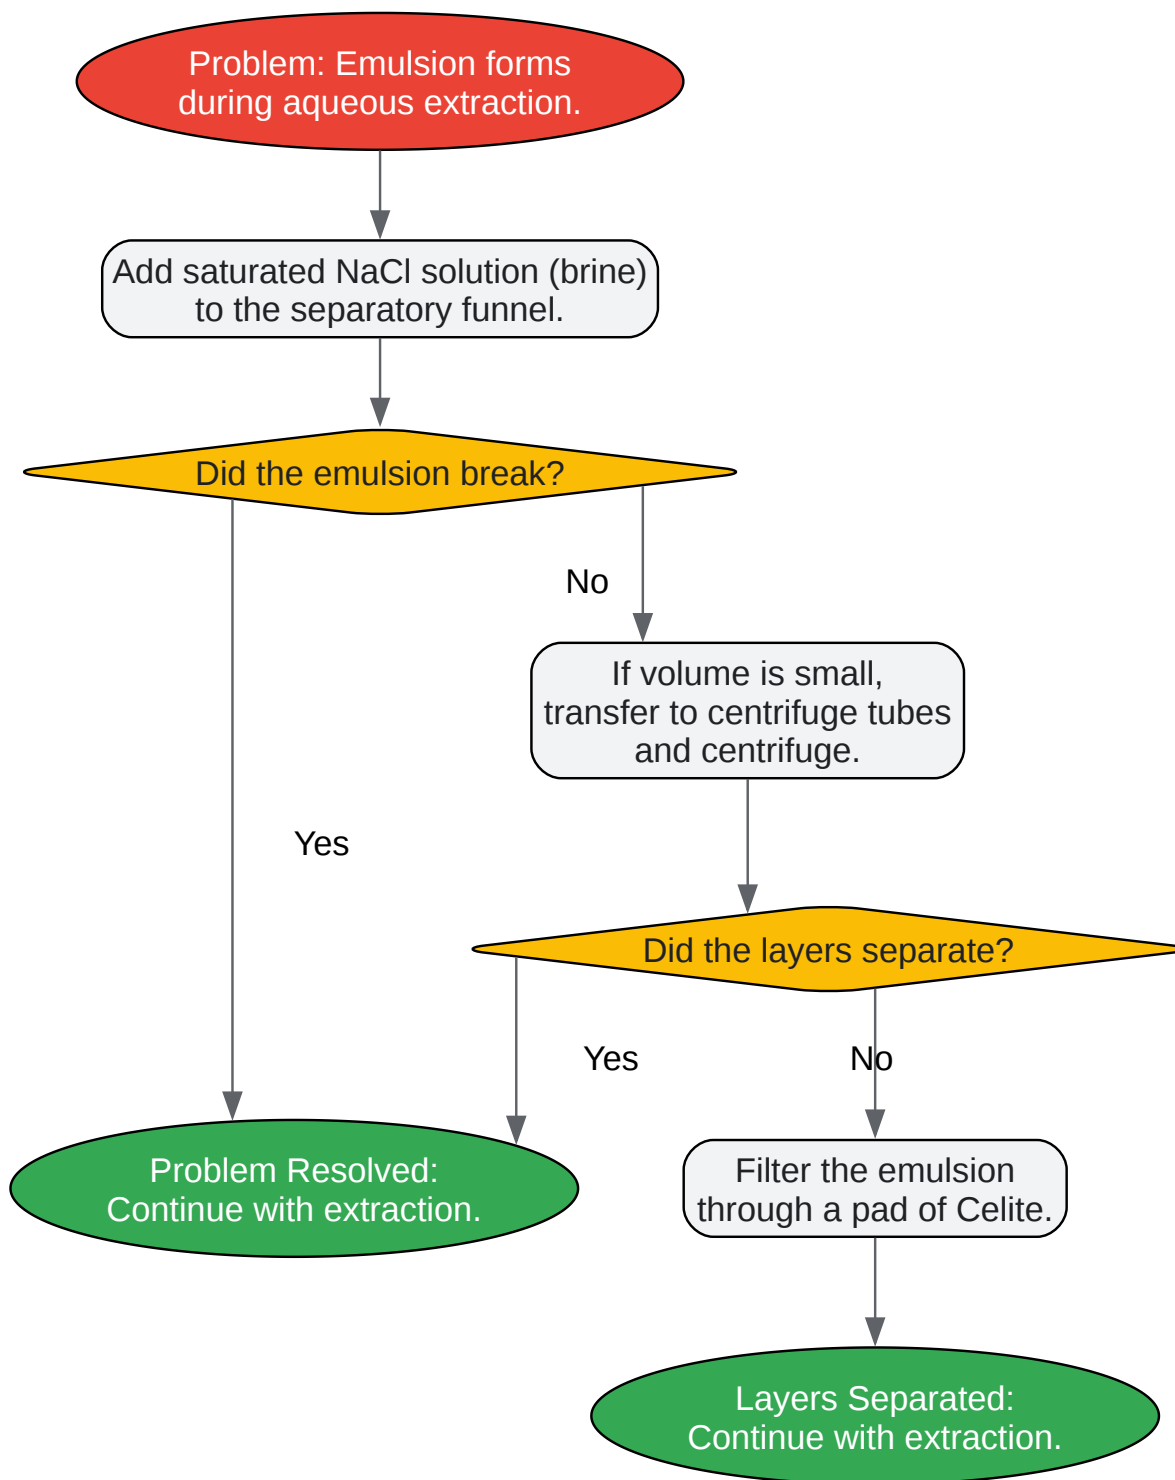 Problem: Emulsion forms
during aqueous extraction.
Add saturated NaCl solution (brine)
to the separatory funnel.
Did the emulsion break?
No
If volume is small,
transfer to centrifuge tubes
and centrifuge.
Yes
Did the layers separate?
Yes
No
Problem Resolved:
Continue with extraction.
Filter the emulsion
through a pad of Celite.
Layers Separated:
Continue with extraction.